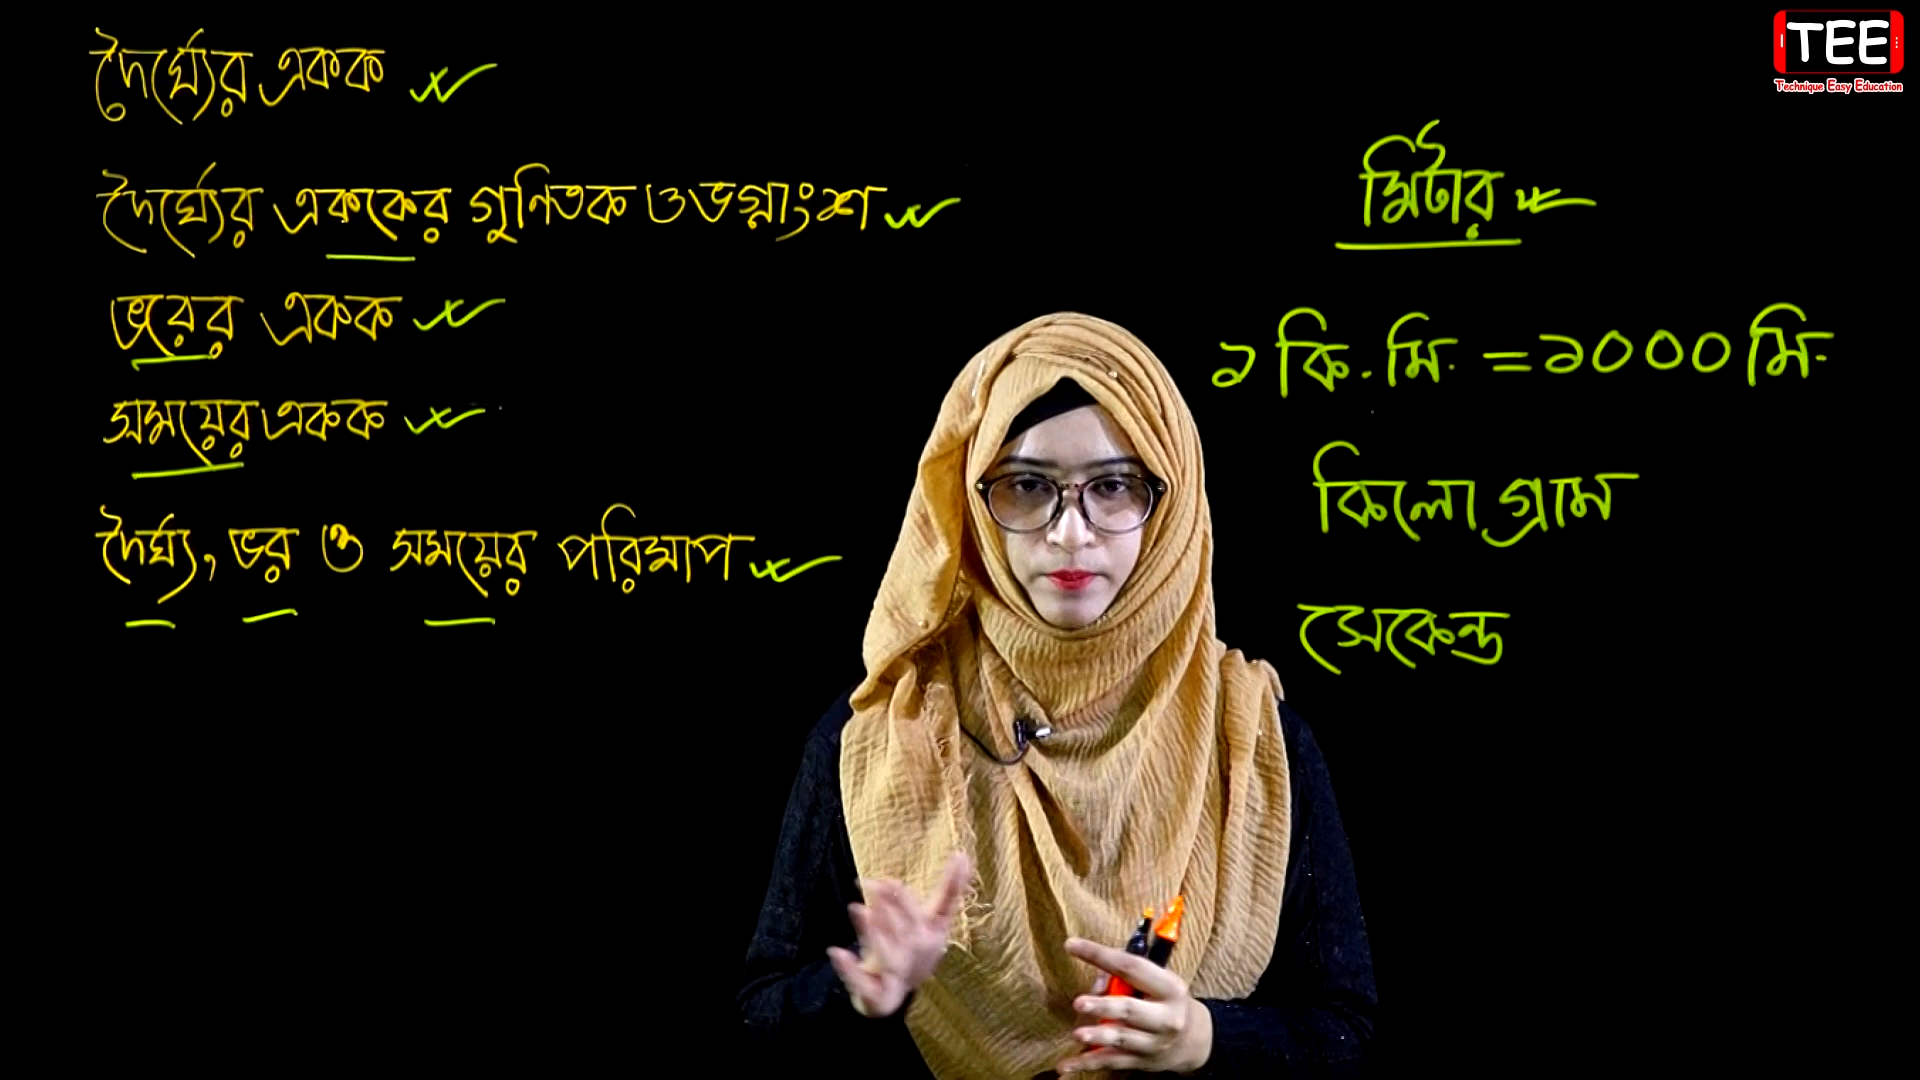 TEE
Technique Easy Education
দৈর্ঘ্যের একক
দৈর্ঘ্যের এককের গুনিতক ও ভগ্নাংশ
ভরের একক
সময়ের একক
দৈর্ঘ্য, ভর ও সময়ের পরিমাপ
মিটার
১ কি. মি. = ১০০০ মি.
কিলোগ্রাম
সেকেন্ড